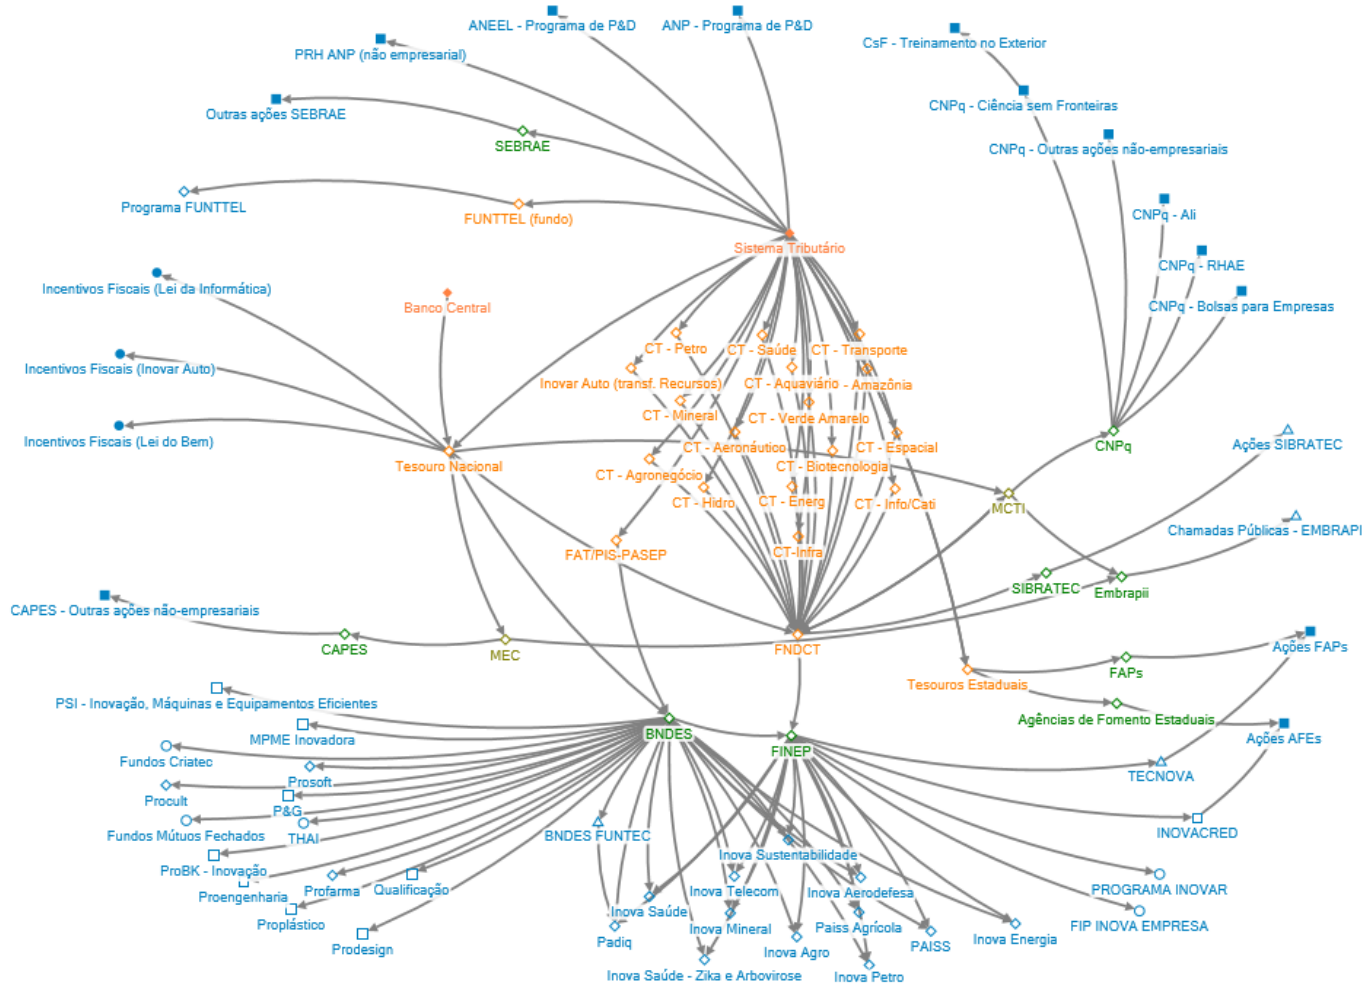 ANEEL - Programa de P&D
ANP - Programa de P&D
CsF - Treinamento no Exterior
PRH ANP (não empresarial)
CNPq - Ciência sem Fronteiras
Outras ações SEBRAE
SEBRAE
CNPq - Outras ações não-empresariais
Programa FUNTTEL
FUNTTEL (fundo)
CNPq - Ali
Sistema Tributário
CNPq - RHAE
Incentivos Fiscais (Lei da Informática)
Banco Central
CNPq - Bolsas para Empresas
CT - Petro
CT - Saúde
CT - Transporte
Incentivos Fiscais (Inovar Auto)
Inovar Auto (transf. Recursos)
CT - Aquaviário
- Amazônia
CT - Mineral
CT - Verde Amarelo
Incentivos Fiscais (Lei do Bem)
CT - Aeronáutico
CT - Espacial
CNPq
Ações SIBRATEC
Tesouro Nacional
CT - Agronegócio
CT - Biotecnologia
CT - Hidro
CT - Energ
CT - Info/Cati
MCTI
Chamadas Públicas - EMBRAPI
FAT/PIS-PASEP
CT-Infra
SIBRATEC
Embrapii
CAPES - Outras ações não-empresariais
CAPES
MEC
FNDCT
Ações FAPs
FAPs
Tesouros Estaduais
PSI - Inovação, Máquinas e Equipamentos Eficientes
Agências de Fomento Estaduais
MPME Inovadora
BNDES
FINEP
Ações AFEs
Fundos Criatec
Prosoft
TECNOVA
Procult
P&G
Fundos Mútuos Fechados
THAI
BNDES FUNTEC
INOVACRED
Inova Sustentabilidade
ProBK - Inovação
Proengenharia
Profarma
Qualificação
Inova Telecom
Inova Aerodefesa
PROGRAMA INOVAR
Proplástico
Inova Saúde
Inova Mineral
Paiss Agrícola
FIP INOVA EMPRESA
Prodesign
Padiq
Inova Agro
PAISS
Inova Energia
Inova Saúde - Zika e Arbovirose
Inova Petro